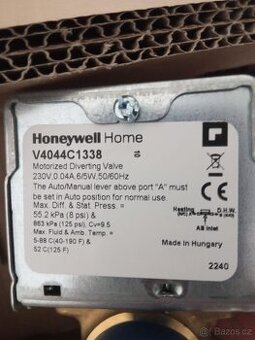 Honeywell Home
V4044C1338
Motorized Diverting Valve
230V,0.04A,6/5W,50/60Hz
The Auto/Manual lever above port "A" must
be set in Auto position for normal use
Max. Diff. & Stat. Press =
55.2 kPa (8 psi) &
863 kPa (125 psi), Cv=9.5
Max. Fluid & Amb. Temp. =
5-88 C(40-190 F) &
52 C(125 F)
CE
Heating
D.H.W.
AB inlet
Made in Hungary
2240
Bazoš.cz